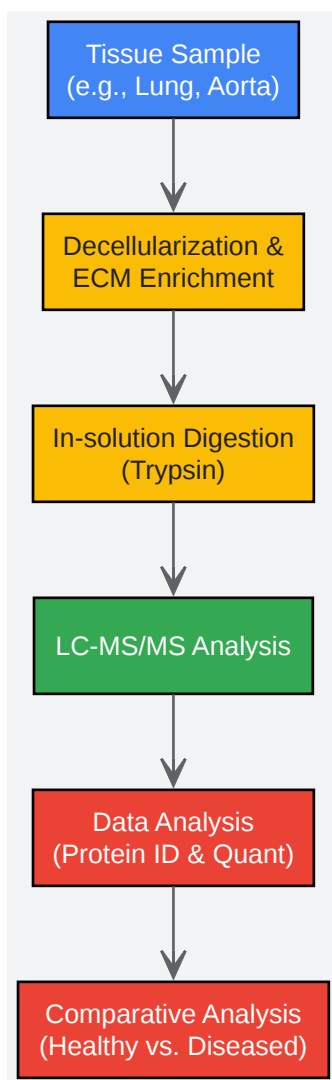 Tissue Sample
(e.g., Lung, Aorta)
Decellularization &
ECM Enrichment
In-solution Digestion
(Trypsin)
LC-MS/MS Analysis
Data Analysis
(Protein ID & Quant)
Comparative Analysis
(Healthy vs. Diseased)